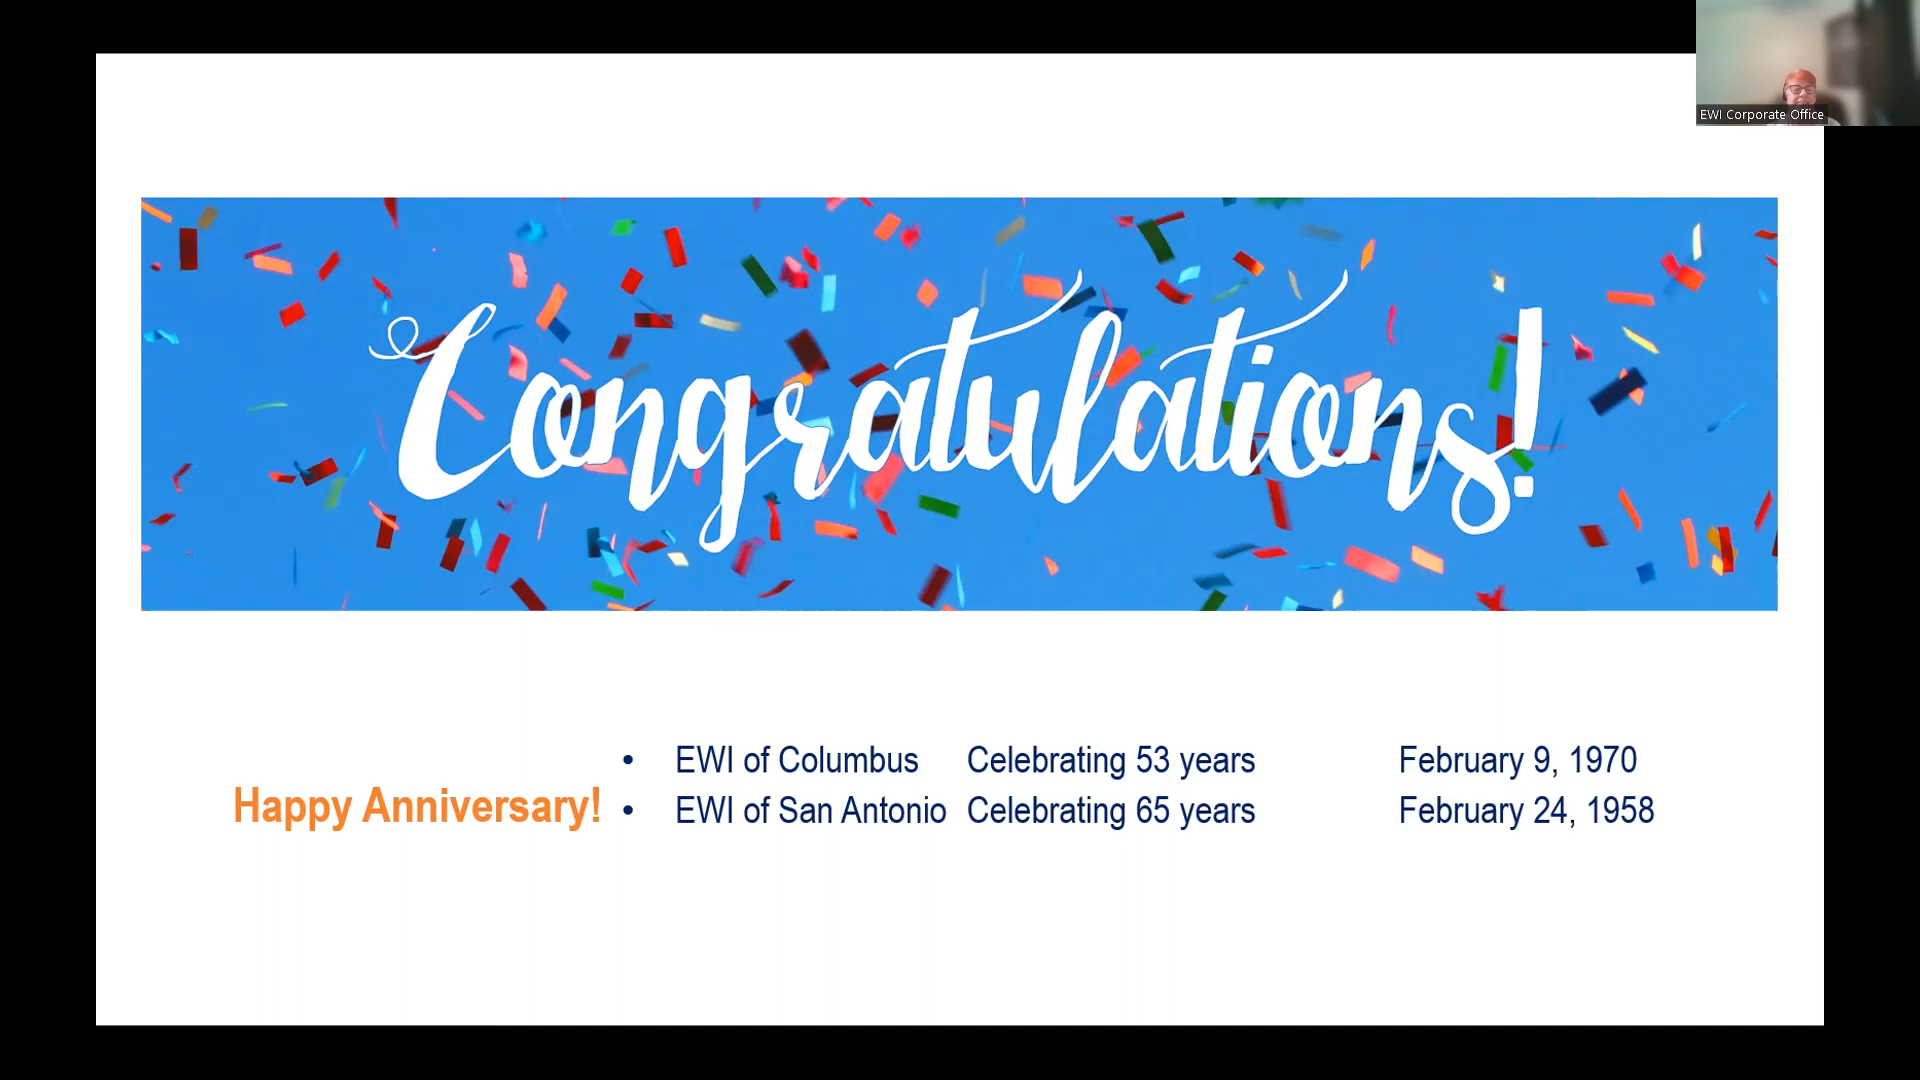 EWI Corporate Office
Congratulations!
Happy Anniversary!
• EWI of Columbus Celebrating 53 years February 9, 1970
• EWI of San Antonio Celebrating 65 years February 24, 1958